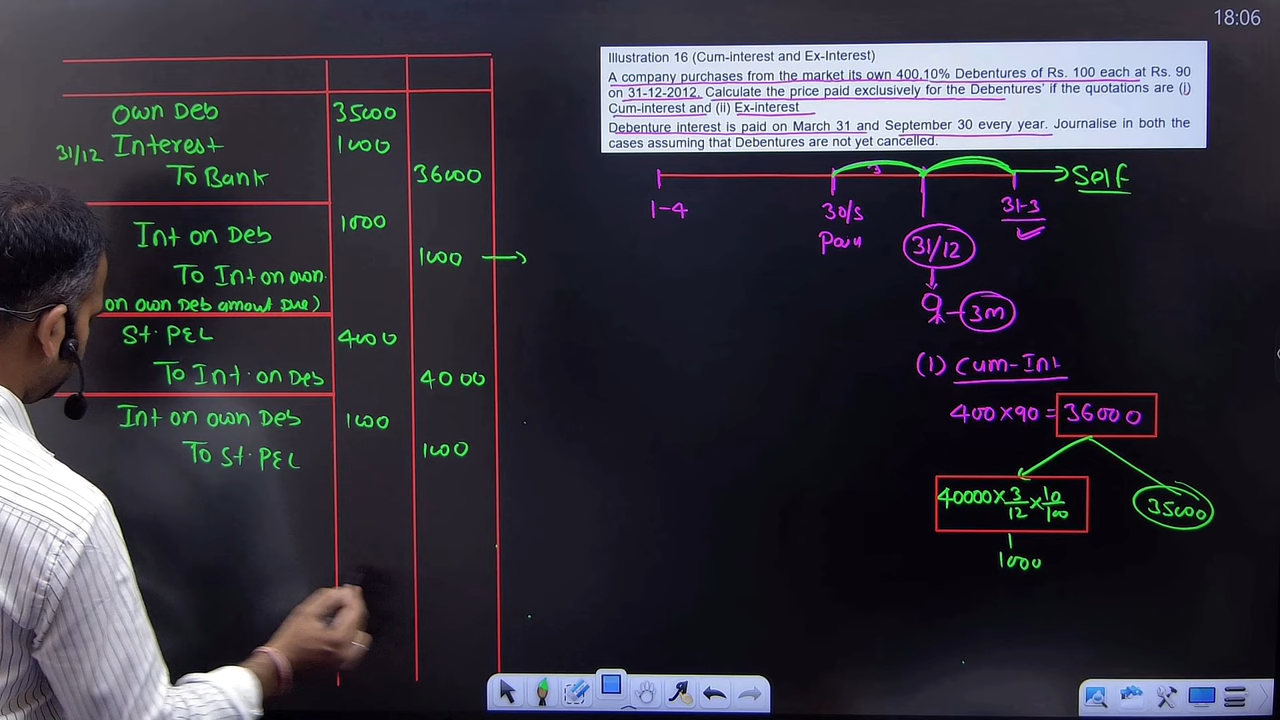 18:06
Illustration 16 (Cum-interest and Ex-Interest)
A company purchases from the market its own 400,10% Debentures of Rs. 100 each at Rs. 90
on 31-12-2012. Calculate the price paid exclusively for the Debentures' if the quotations are (i)
Cum-interest and (ii) Ex-interest
Debenture interest is paid on March 31 and September 30 every year. Journalise in both the
cases assuming that Debentures are not yet cancelled.
Own Deb 35000
31/12 Interest 1000
To Bank 36000
Int on Deb 1000
To Int on own 1000
on own Deb amount Due)
St. P&L 4000
To Int. on Deb 4000
Int on own Deb 1000
To St. P&L 1000
3
Self
1-4
30/s
31-3
Paid
31/12
3m
(1) Cum-Int
400×90 = 36000
40000 × 3/12 × 10/100
35000
1000